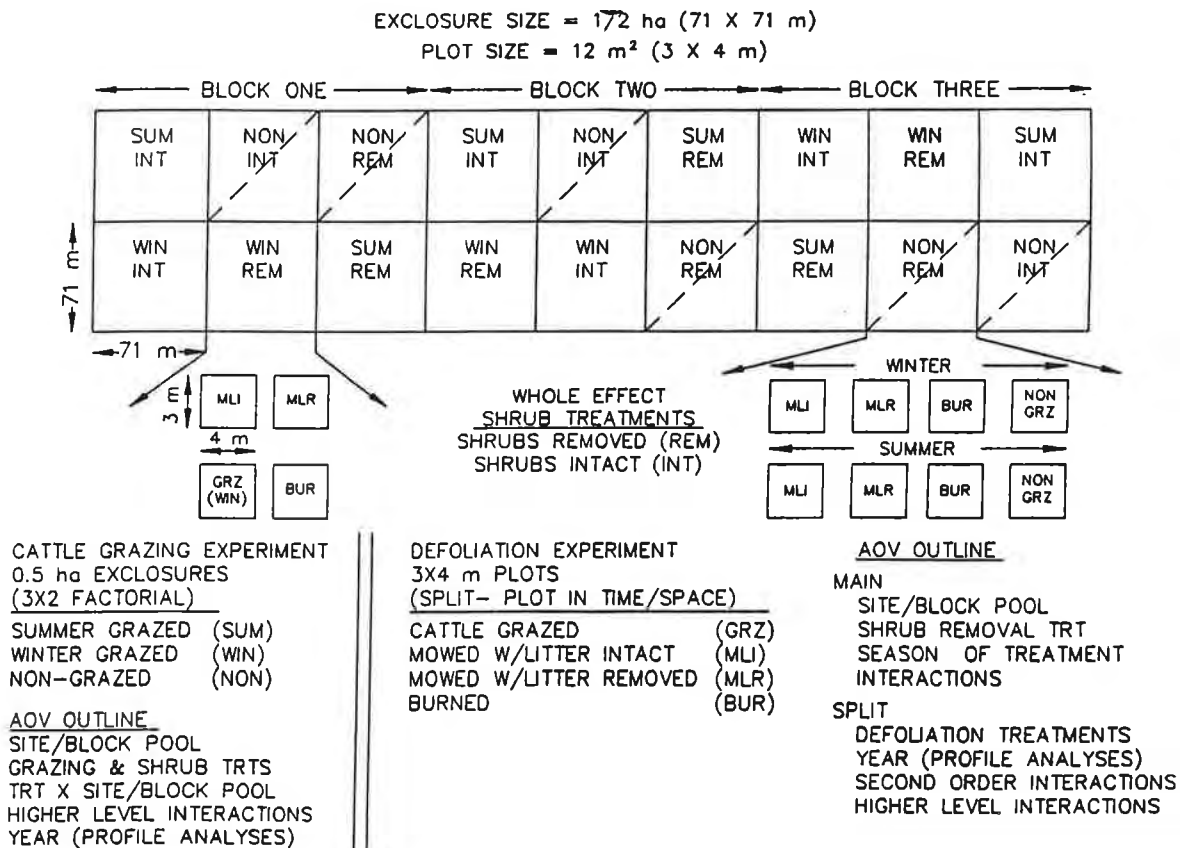 EXCLOSURE SIZE = 1/2 ha (71 X 71 m)
PLOT SIZE = 12 m² (3 X 4 m)
BLOCK ONE BLOCK TWO BLOCK THREE
SUM NON NON SUM NON SUM WIN WIN SUM
INT INT REM INT INT REM INT REM INT
WIN WIN SUM WIN WIN NON SUM NON NON
INT REM REM REM INT REM REM REM INT
71 m
71 m
3 m
MLI MLR
4 m
GRZ
(WIN)
BUR
WHOLE EFFECT
SHRUB TREATMENTS
SHRUBS REMOVED (REM)
SHRUBS INTACT (INT)
WINTER
MLI MLR BUR NON
GRZ
SUMMER
MLI MLR BUR NON
GRZ
CATTLE GRAZING EXPERIMENT
0.5 ha EXCLOSURES
(3X2 FACTORIAL)
SUMMER GRAZED (SUM)
WINTER GRAZED (WIN)
NON-GRAZED (NON)
AOV OUTLINE
SITE/BLOCK POOL
GRAZING & SHRUB TRTS
TRT X SITE/BLOCK POOL
HIGHER LEVEL INTERACTIONS
YEAR (PROFILE ANALYSES)
DEFOLIATION EXPERIMENT
3X4 m PLOTS
(SPLIT- PLOT IN TIME/SPACE)
CATTLE GRAZED (GRZ)
MOWED W/LITTER INTACT (MLI)
MOWED W/LITTER REMOVED (MLR)
BURNED (BUR)
AOV OUTLINE
MAIN
SITE/BLOCK POOL
SHRUB REMOVAL TRT
SEASON OF TREATMENT
INTERACTIONS
SPLIT
DEFOLIATION TREATMENTS
YEAR (PROFILE ANALYSES)
SECOND ORDER INTERACTIONS
HIGHER LEVEL INTERACTIONS